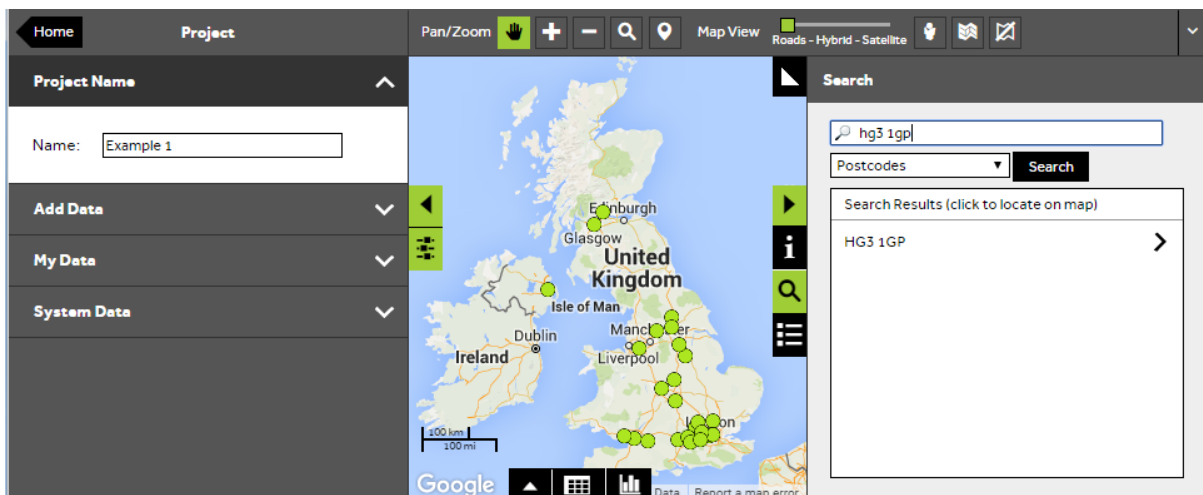 Home
Project
Project Name
Name: Example 1
Add Data
My Data
System Data
Pan/Zoom
Map View
Roads - Hybrid - Satellite
Edinburgh
Glasgow
United
Kingdom
Isle of Man
Dublin
Ireland
Manchester
Liverpool
London
100 km
100 mi
Google
Data
Report a map error
i
Search
hg3 1gp
Postcodes
Search
Search Results (click to locate on map)
HG3 1GP